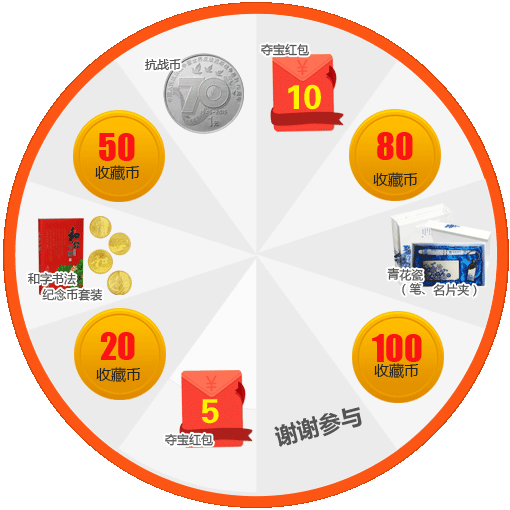 抗战币
70
夺宝红包
¥
10
50
收藏币
80
收藏币
和字书法
纪念币套装
青花瓷
（笔、名片夹）
20
收藏币
100
收藏币
¥
5
夺宝红包
谢谢参与